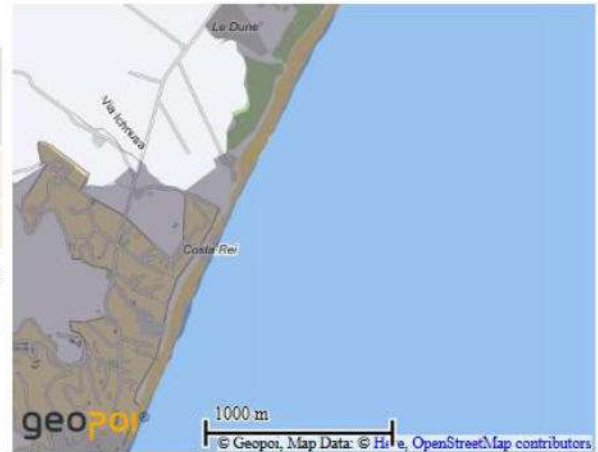 Le Dune
Via Ichnusa
Costa Rei
geopoi®
1000 m
© Geopoi, Map Data: © Here, OpenStreetMap contributors